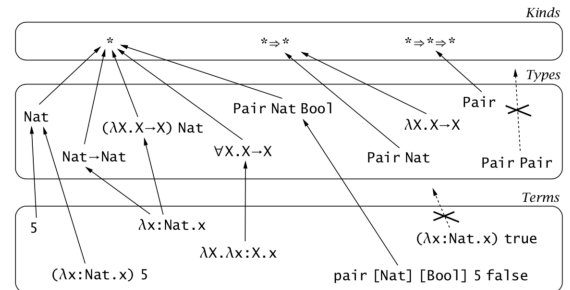 Kinds
* *⇒* *⇒*⇒*
Types
Nat
Pair Nat Bool
Pair
(λX.X→X) Nat
λX.X→X
Nat→Nat
∀X.X→X
Pair Nat
Pair Pair
Terms
5
λx:Nat.x
(λx:Nat.x) true
λX.λx:X.x
(λx:Nat.x) 5
pair [Nat] [Bool] 5 false